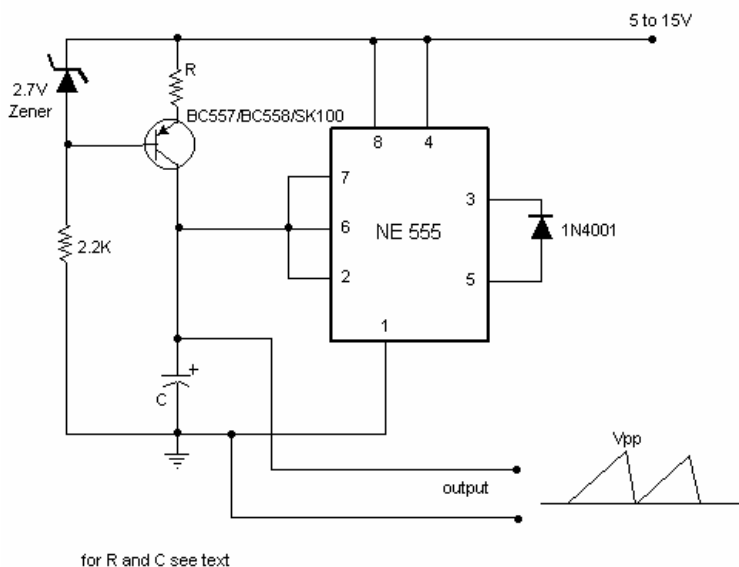 5 to 15V
R
2.7V
Zener
BC557/BC558/SK100
8
4
7
3
6
NE 555
1N4001
2.2K
2
5
1
+
C
Vpp
output
for R and C see text